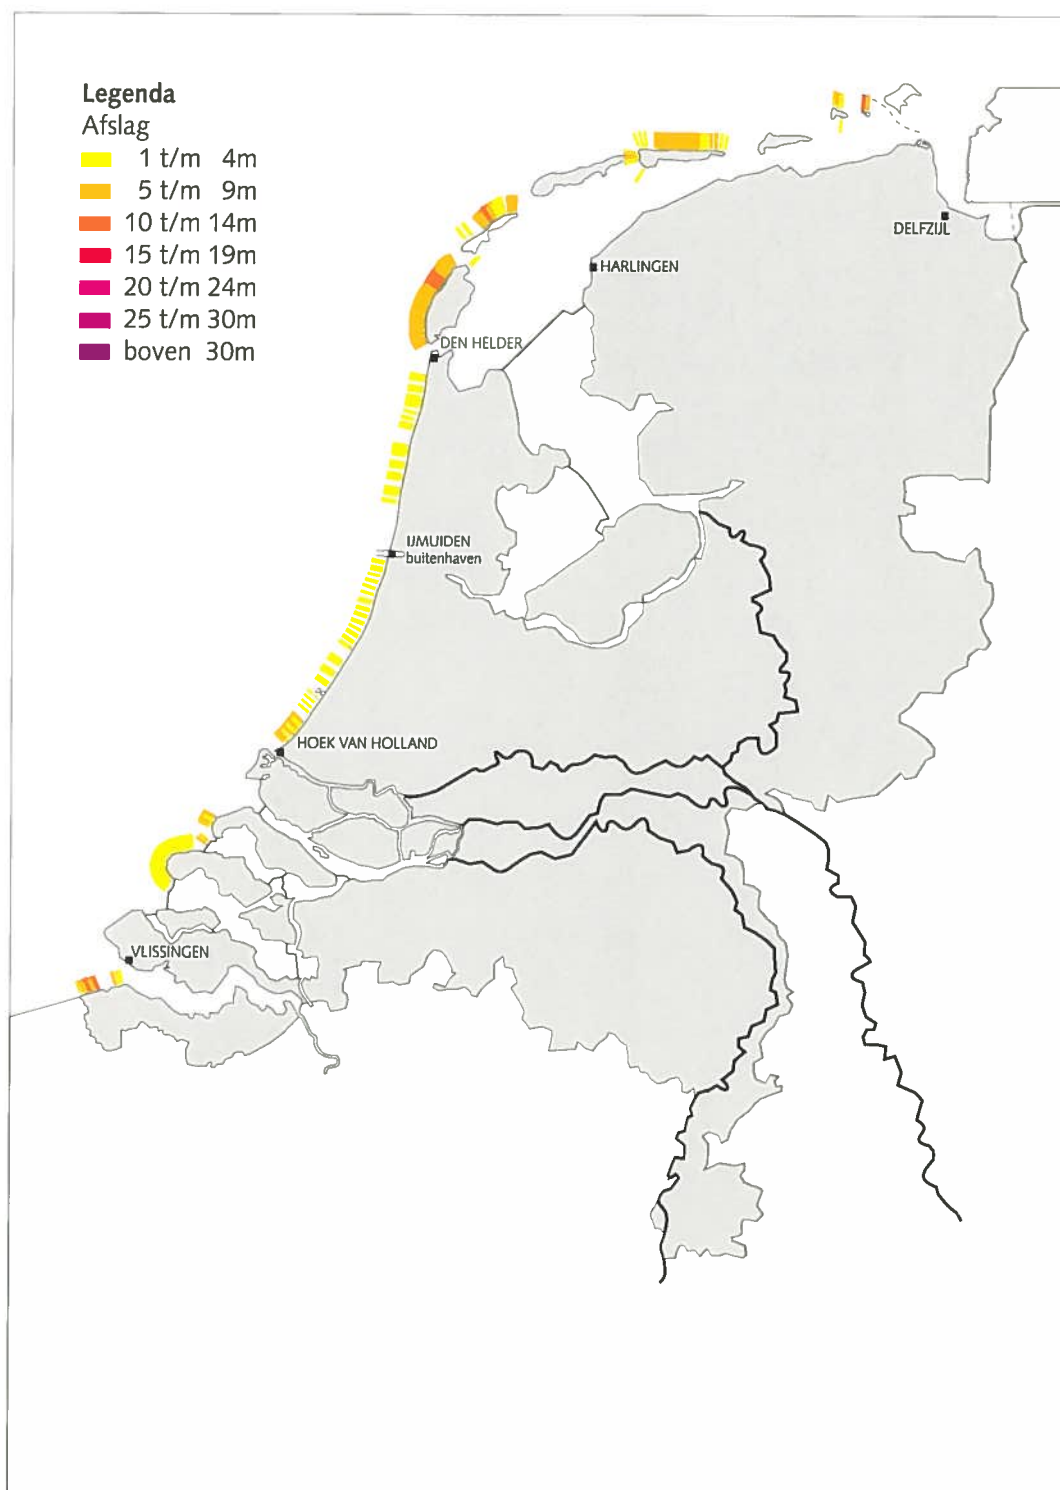 Legenda
Afslag
1 t/m 4m
5 t/m 9m
10 t/m 14m
15 t/m 19m
20 t/m 24m
25 t/m 30m
boven 30m
DELFZIJL
HARLINGEN
DEN HELDER
IJMUIDEN
buitenhaven
HOEK VAN HOLLAND
VLISSINGEN